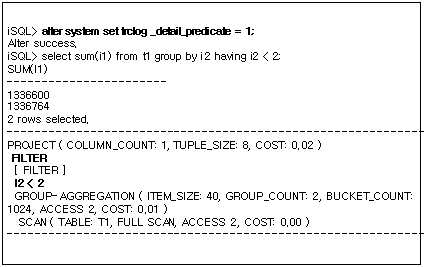 iSQL> alter system set trclog_detail_predicate = 1;
Alter success.
iSQL> select sum(i1) from t1 group by i2 having i2 < 2;
SUM(I1)
------------------------
1336600
1336764
2 rows selected.
------------------------------------------------------------
PROJECT ( COLUMN_COUNT: 1, TUPLE_SIZE: 8, COST: 0.02 )
FILTER
[ FILTER ]
I2 < 2
GROUP-AGGREGATION ( ITEM_SIZE: 40, GROUP_COUNT: 2, BUCKET_COUNT:
1024, ACCESS 2, COST: 0.01 )
SCAN ( TABLE: T1, FULL SCAN, ACCESS 2, COST: 0.00 )
------------------------------------------------------------